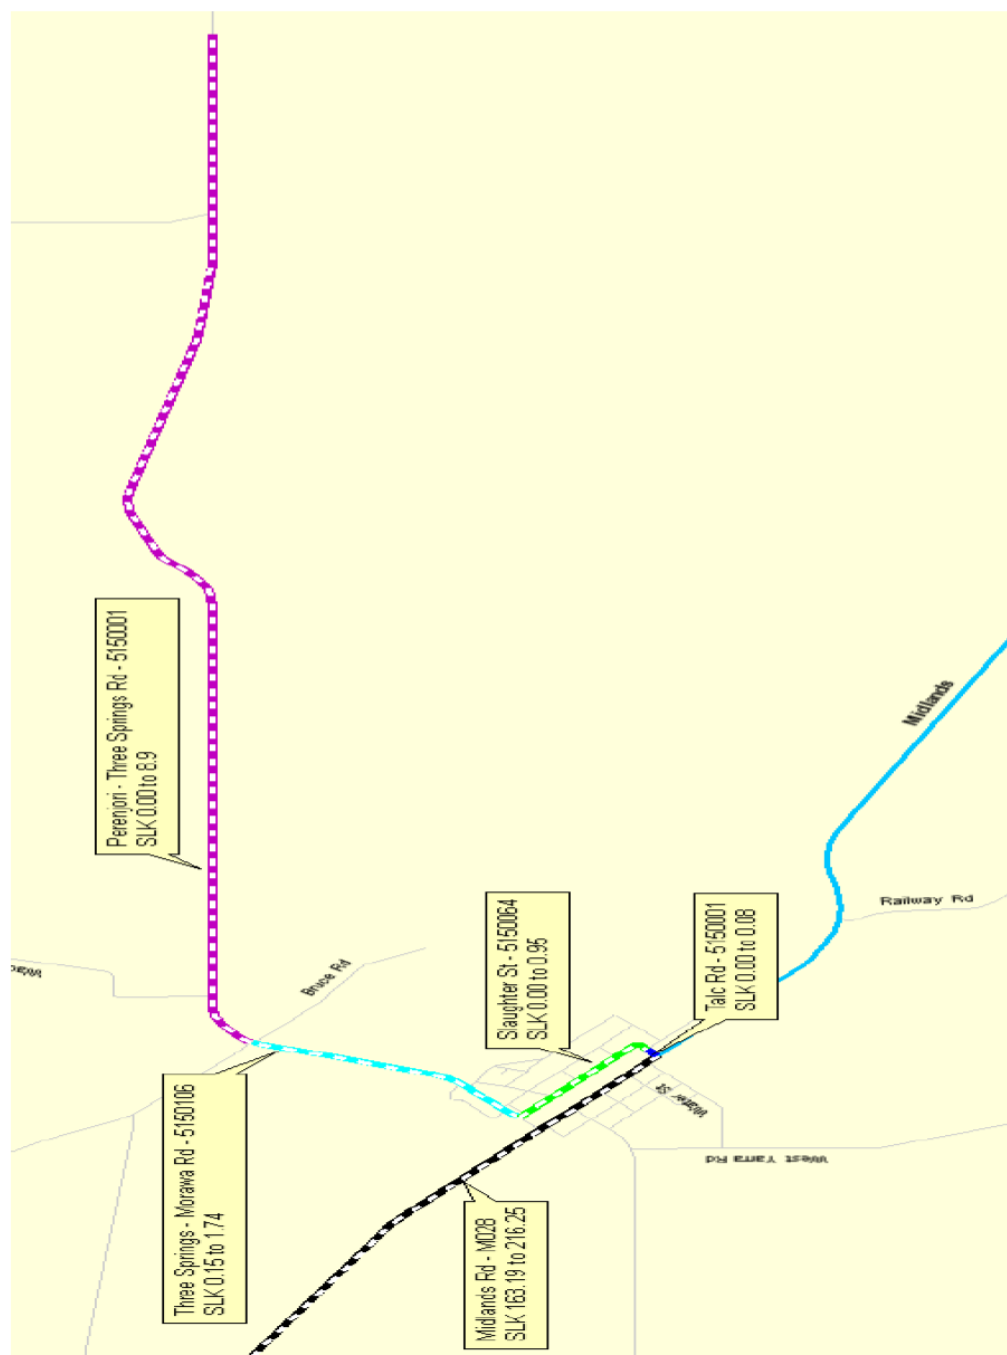 Perenjori - Three Springs Rd - 5150001
SLK 0.00 to 8.9
Midlands
Slaughter St - 5150064
SLK 0.00 to 0.95
Talc Rd - 5150001
SLK 0.00 to 0.08
Railway Rd
Bruce Rd
Three Springs - Morawa Rd - 5150106
SLK 0.15 to 1.74
Water St
West Yarra Rd
Midlands Rd - M028
SLK 163.19 to 216.25